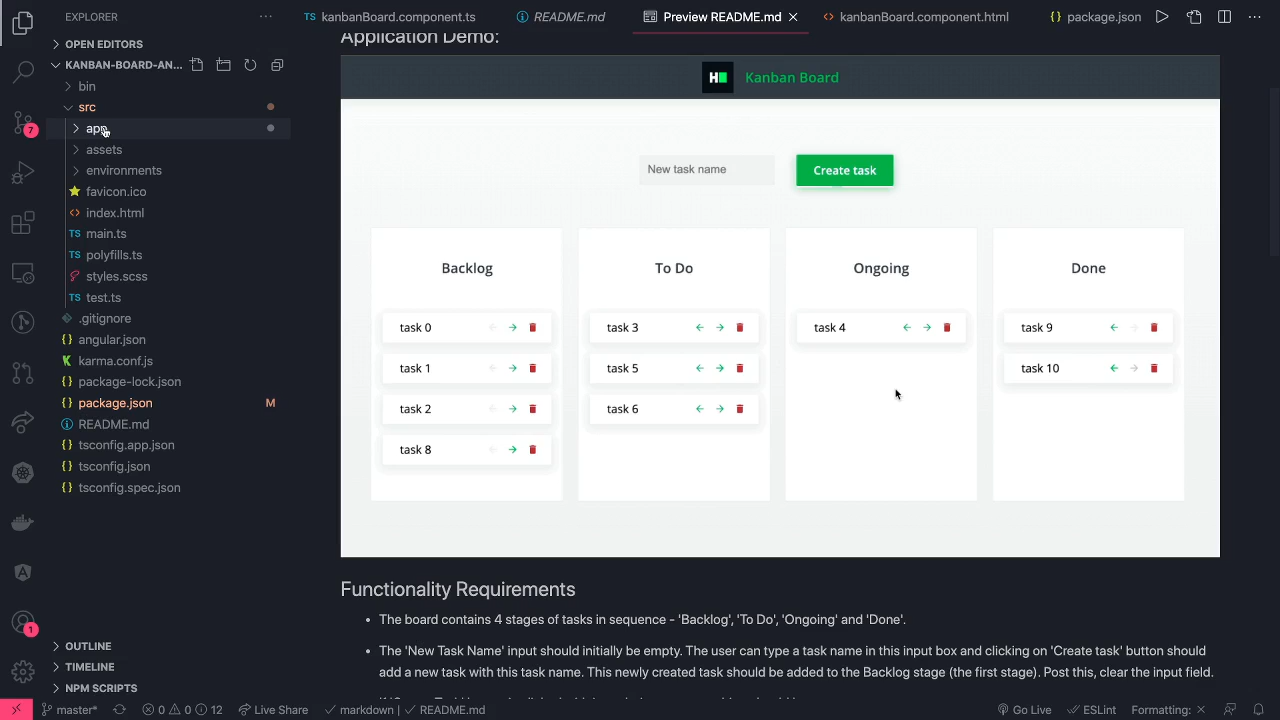 EXPLORER
OPEN EDITORS
KANBAN-BOARD-AN...
bin
src
app
assets
environments
favicon.ico
index.html
main.ts
polyfills.ts
styles.scss
test.ts
.gitignore
angular.json
karma.conf.js
package-lock.json
package.json M
README.md
tsconfig.app.json
tsconfig.json
tsconfig.spec.json
OUTLINE
TIMELINE
NPM SCRIPTS
7
1
TS kanbanBoard.component.ts
README.md
Preview README.md
kanbanBoard.component.html
package.json
Application Demo:
H Kanban Board
New task name
Create task
Backlog
task 0
task 1
task 2
task 8
To Do
task 3
task 5
task 6
Ongoing
task 4
Done
task 9
task 10
Functionality Requirements
• The board contains 4 stages of tasks in sequence - 'Backlog', 'To Do', 'Ongoing' and 'Done'.
• The 'New Task Name' input should initially be empty. The user can type a task name in this input box and clicking on 'Create task' button should
add a new task with this task name. This newly created task should be added to the Backlog stage (the first stage). Post this, clear the input field.
master* 0 0 12 Live Share markdown | README.md Go Live ESLint Formatting: ×